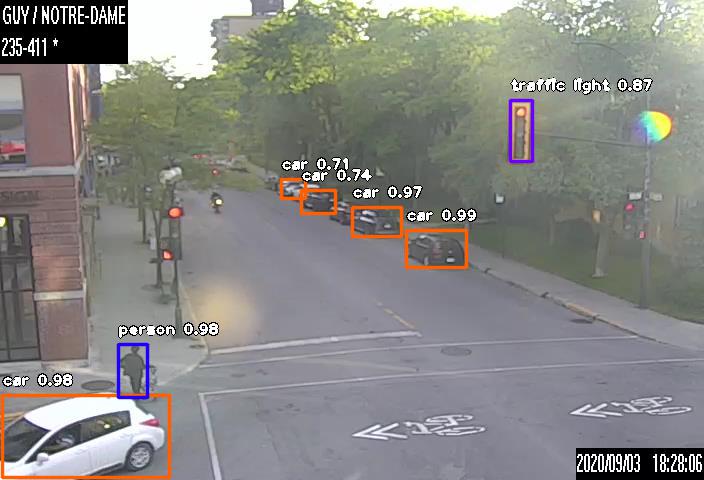 GUY / NOTRE-DAME
235-411 *
traffic light 0.87
car 0.71
car 0.74
car 0.97
car 0.99
person 0.98
car 0.98
2020/09/03 18:28:06